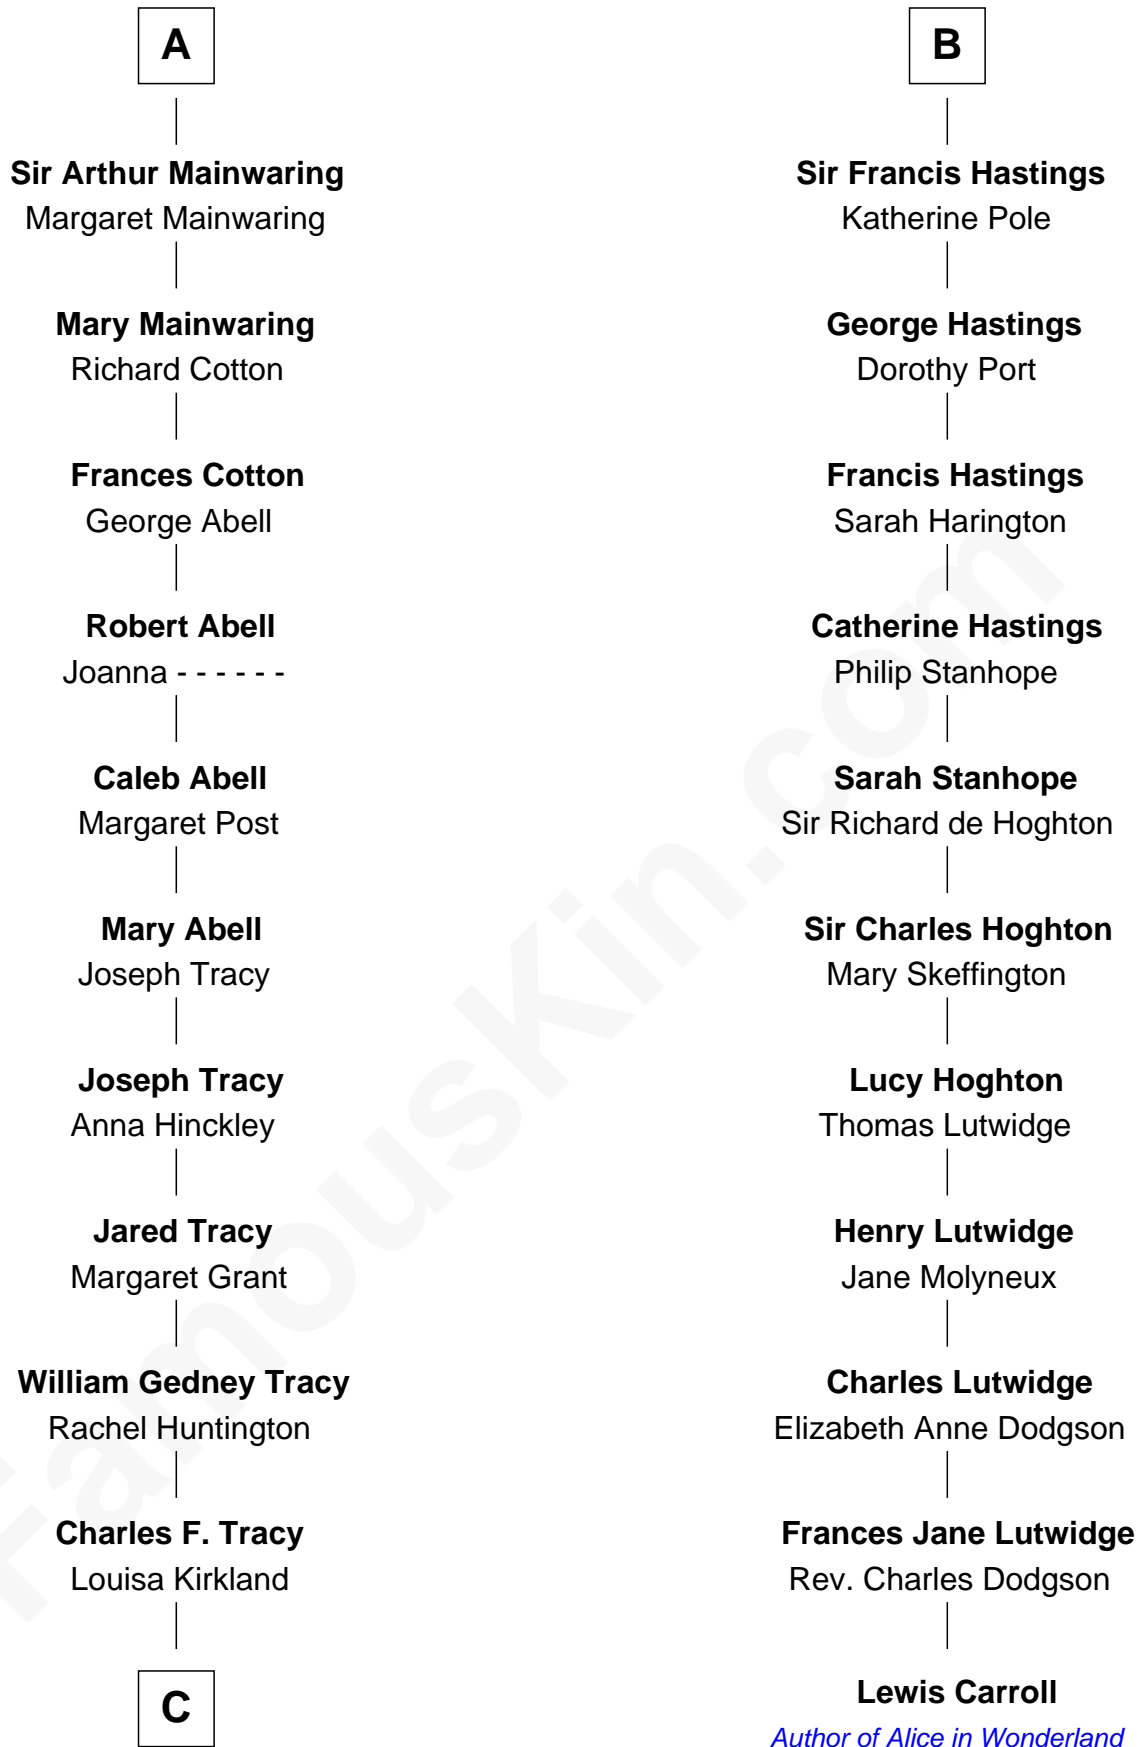 A
Sir Arthur Mainwaring
Margaret Mainwaring
Mary Mainwaring
Richard Cotton
Frances Cotton
George Abell
Robert Abell
Joanna - - - - - -
Caleb Abell
Margaret Post
Mary Abell
Joseph Tracy
Joseph Tracy
Anna Hinckley
Jared Tracy
Margaret Grant
William Gedney Tracy
Rachel Huntington
Charles F. Tracy
Louisa Kirkland
C
B
Sir Francis Hastings
Katherine Pole
George Hastings
Dorothy Port
Francis Hastings
Sarah Harington
Catherine Hastings
Philip Stanhope
Sarah Stanhope
Sir Richard de Hoghton
Sir Charles Hoghton
Mary Skeffington
Lucy Hoghton
Thomas Lutwidge
Henry Lutwidge
Jane Molyneux
Charles Lutwidge
Elizabeth Anne Dodgson
Frances Jane Lutwidge
Rev. Charles Dodgson
Lewis Carroll
Author of Alice in Wonderland
FamousKin.com